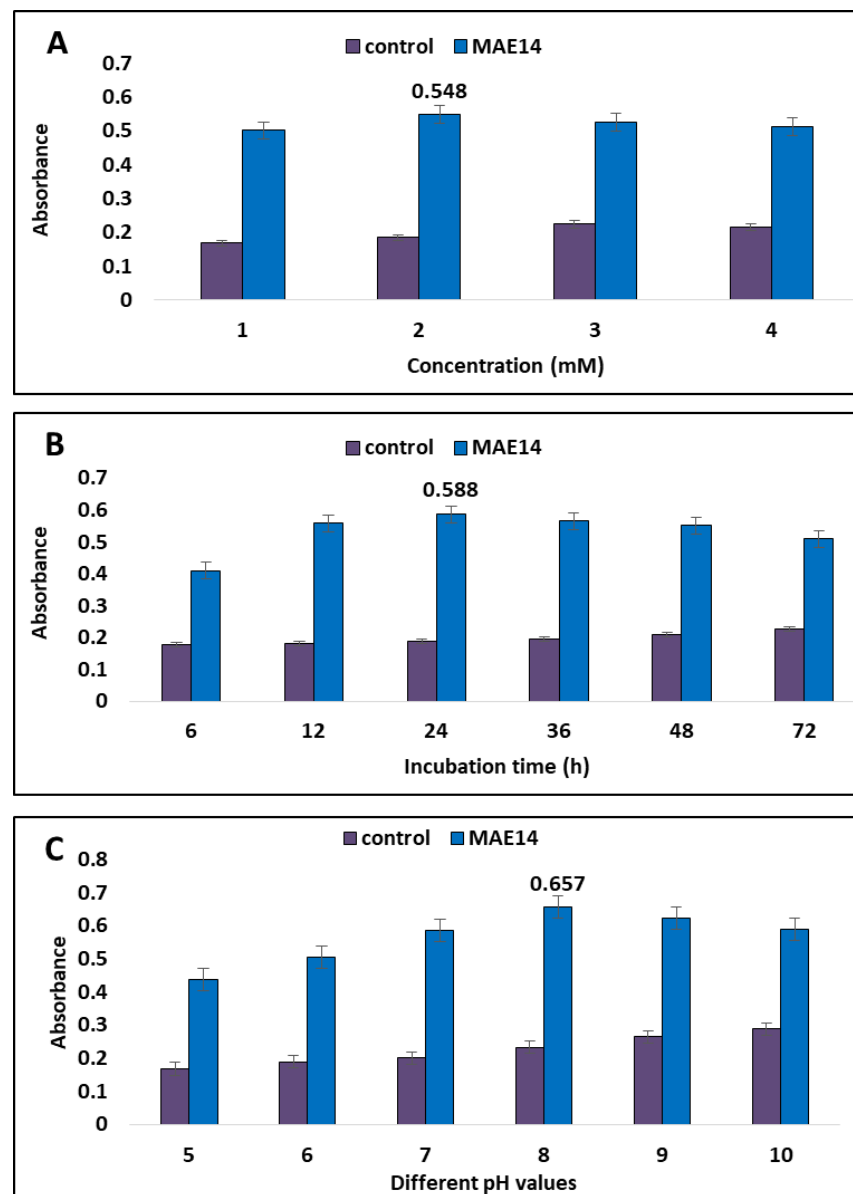 A
control MAE14
0.7
0.6
0.5
0.4
0.3
0.2
0.1
0
Absorbance
0.548
1 2 3 4
Concentration (mM)
B
control MAE14
0.7
0.6
0.5
0.4
0.3
0.2
0.1
0
Absorbance
0.588
6 12 24 36 48 72
Incubation time (h)
C
control MAE14
0.8
0.7
0.6
0.5
0.4
0.3
0.2
0.1
0
Absorbance
0.657
5 6 7 8 9 10
Different pH values